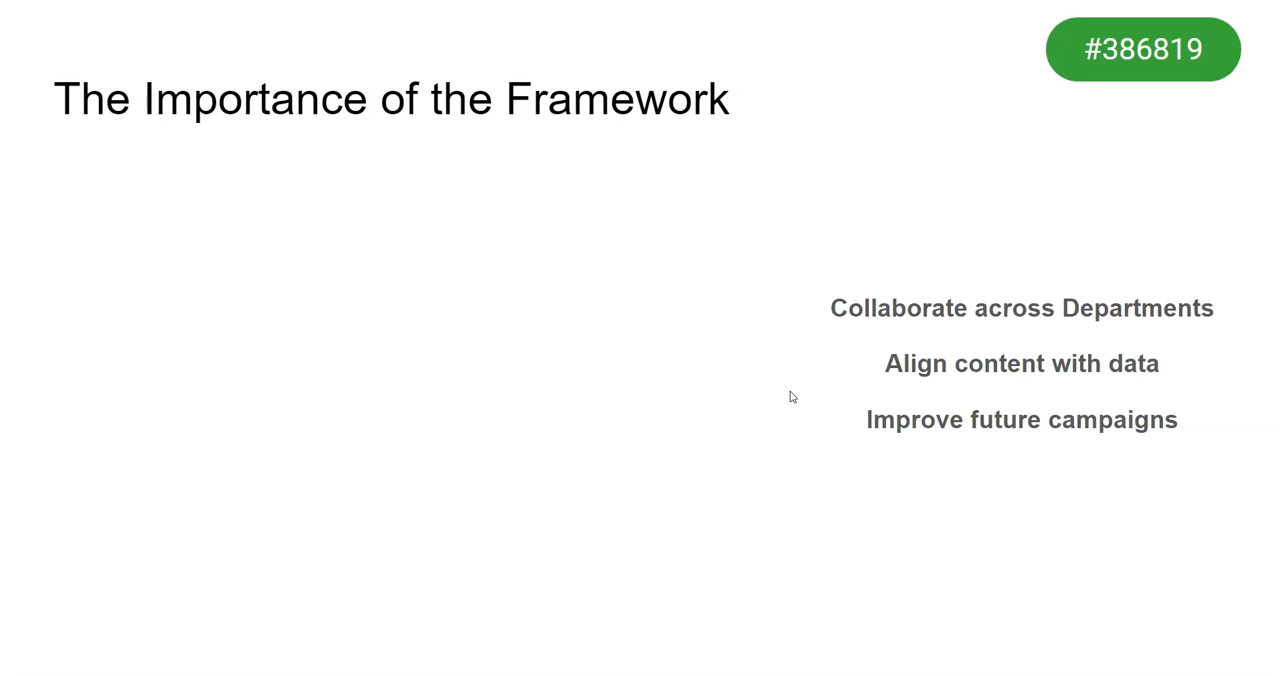 #386819
The Importance of the Framework
Collaborate across Departments
Align content with data
Improve future campaigns